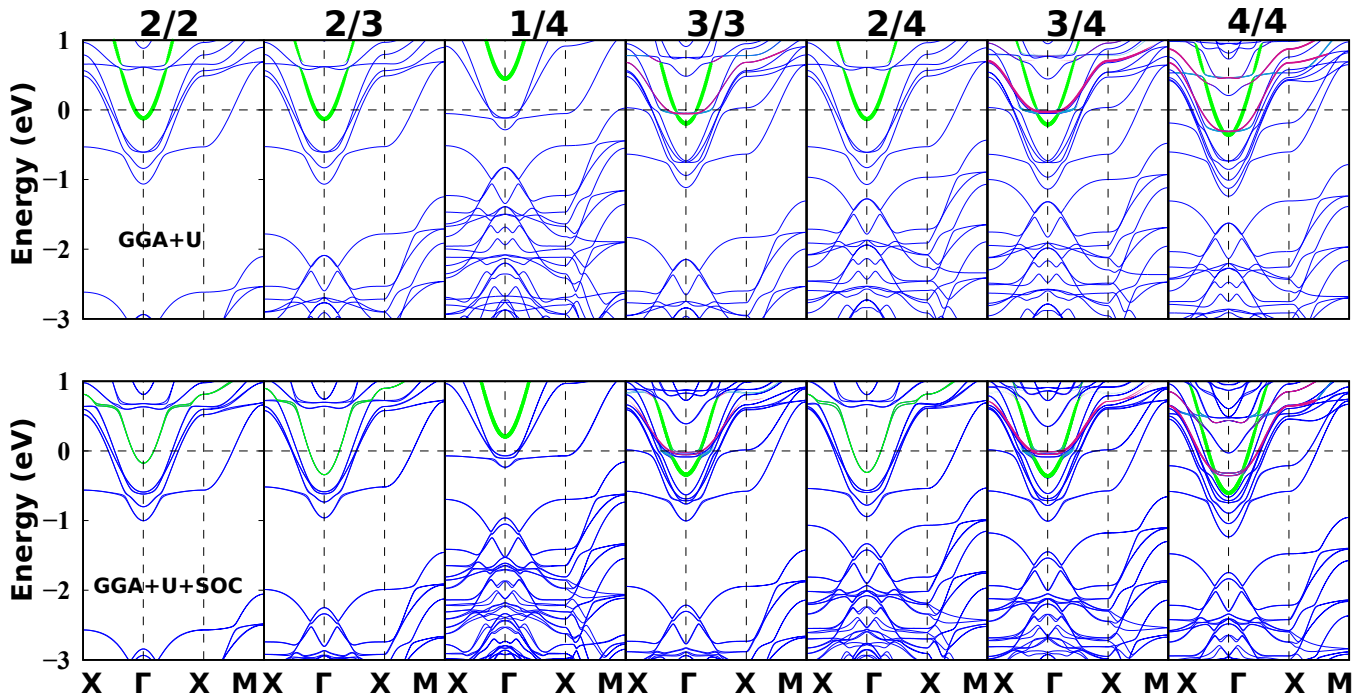 2/2 2/3 1/4 3/3 2/4 3/4 4/4
Energy (eV)
1
0
−1
−2
−3
GGA+U
Energy (eV)
1
0
−1
−2
−3
GGA+U+SOC
X Γ X M X Γ X M X Γ X M X Γ X M X Γ X M X Γ X M X Γ X M